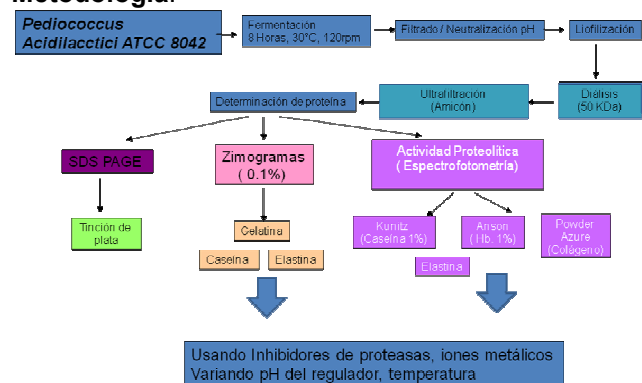 Metodología.
Pediococcus
Acidilacctici ATCC 8042
Fermentación
8 Horas, 30°C, 120rpm
Filtrado / Neutralización pH
Liofilización
Diálisis
(50 KDa)
Ultrafiltración
(Amicón)
Determinación de proteína
SDS PAGE
Zimogramas
( 0.1%)
Actividad Proteolítica
( Espectrofotometría)
Tinción de
plata
Gelatina
Caseína
Elastina
Kunitz
(Caseína 1%)
Anson
( Hb. 1%)
Powder
Azure
(Colágeno)
Elastina
Usando Inhibidores de proteasas, iones metálicos
Variando pH del regulador, temperatura